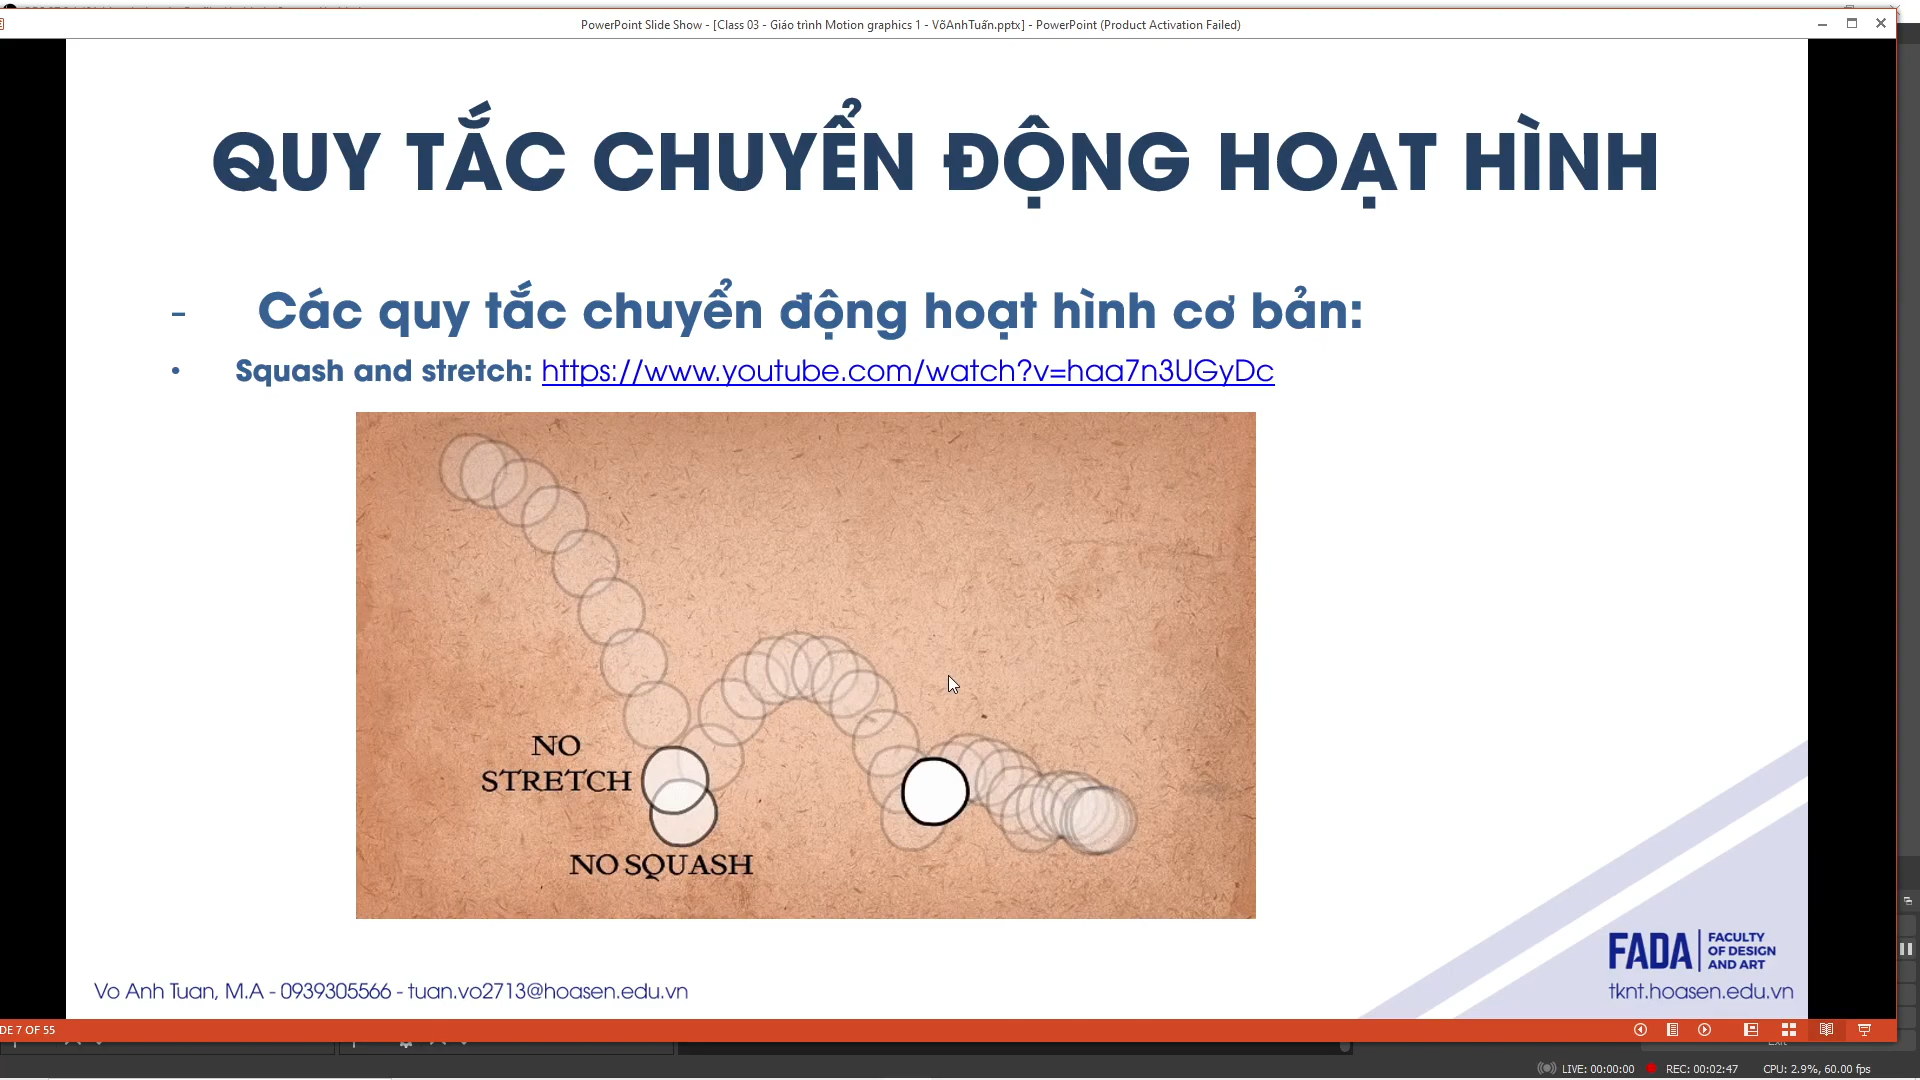 PowerPoint Slide Show - [Class 03 - Giáo trình Motion graphics 1 - VõAnhTuấn.pptx] - PowerPoint (Product Activation Failed)
QUY TẮC CHUYỂN ĐỘNG HOẠT HÌNH
- Các quy tắc chuyển động hoạt hình cơ bản:
• Squash and stretch: https://www.youtube.com/watch?v=haa7n3UGyDc
NO
STRETCH
NO SQUASH
FADA FACULTY
OF DESIGN
AND ART
Vo Anh Tuan, M.A - 0939305566 - tuan.vo2713@hoasen.edu.vn
tknt.hoasen.edu.vn
DE 7 OF 55
Exit
LIVE: 00:00:00 REC: 00:02:47 CPU: 2.9%, 60.00 fps